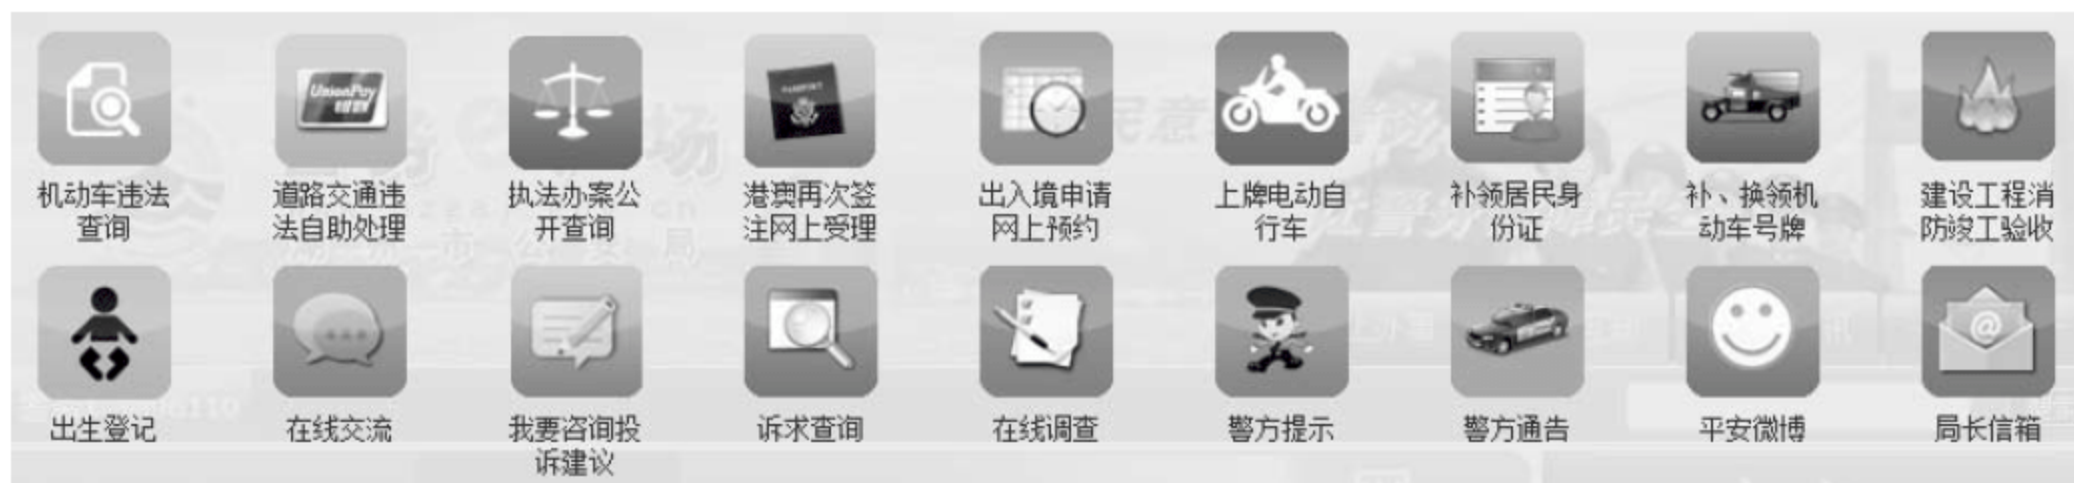 UnionPay
银联
PASSPORT
机动车违法
查询
道路交通违
法自助处理
执法办案公
开查询
港澳再次签
注网上受理
出入境申请
网上预约
上牌电动自
行车
补领居民身
份证
补、换领机
动车号牌
建设工程消
防竣工验收
@
出生登记
在线交流
我要咨询投
诉建议
诉求查询
在线调查
警方提示
警方通告
平安微博
局长信箱